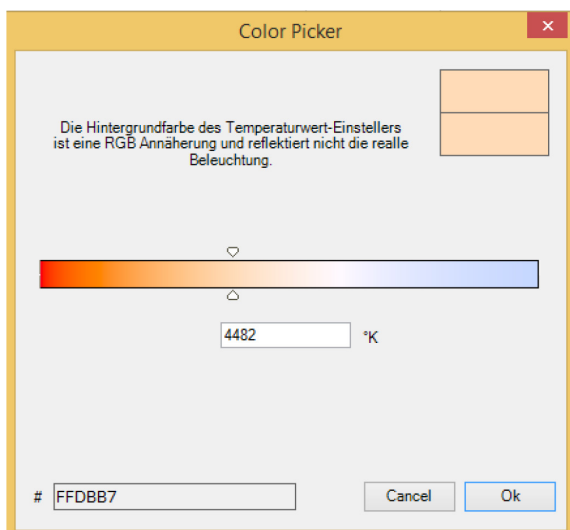 Color Picker
Die Hintergrundfarbe des Temperaturwert-Einstellers
ist eine RGB Annäherung und reflektiert nicht die realle
Beleuchtung.
4482 °K
# FFDBB7 Cancel Ok